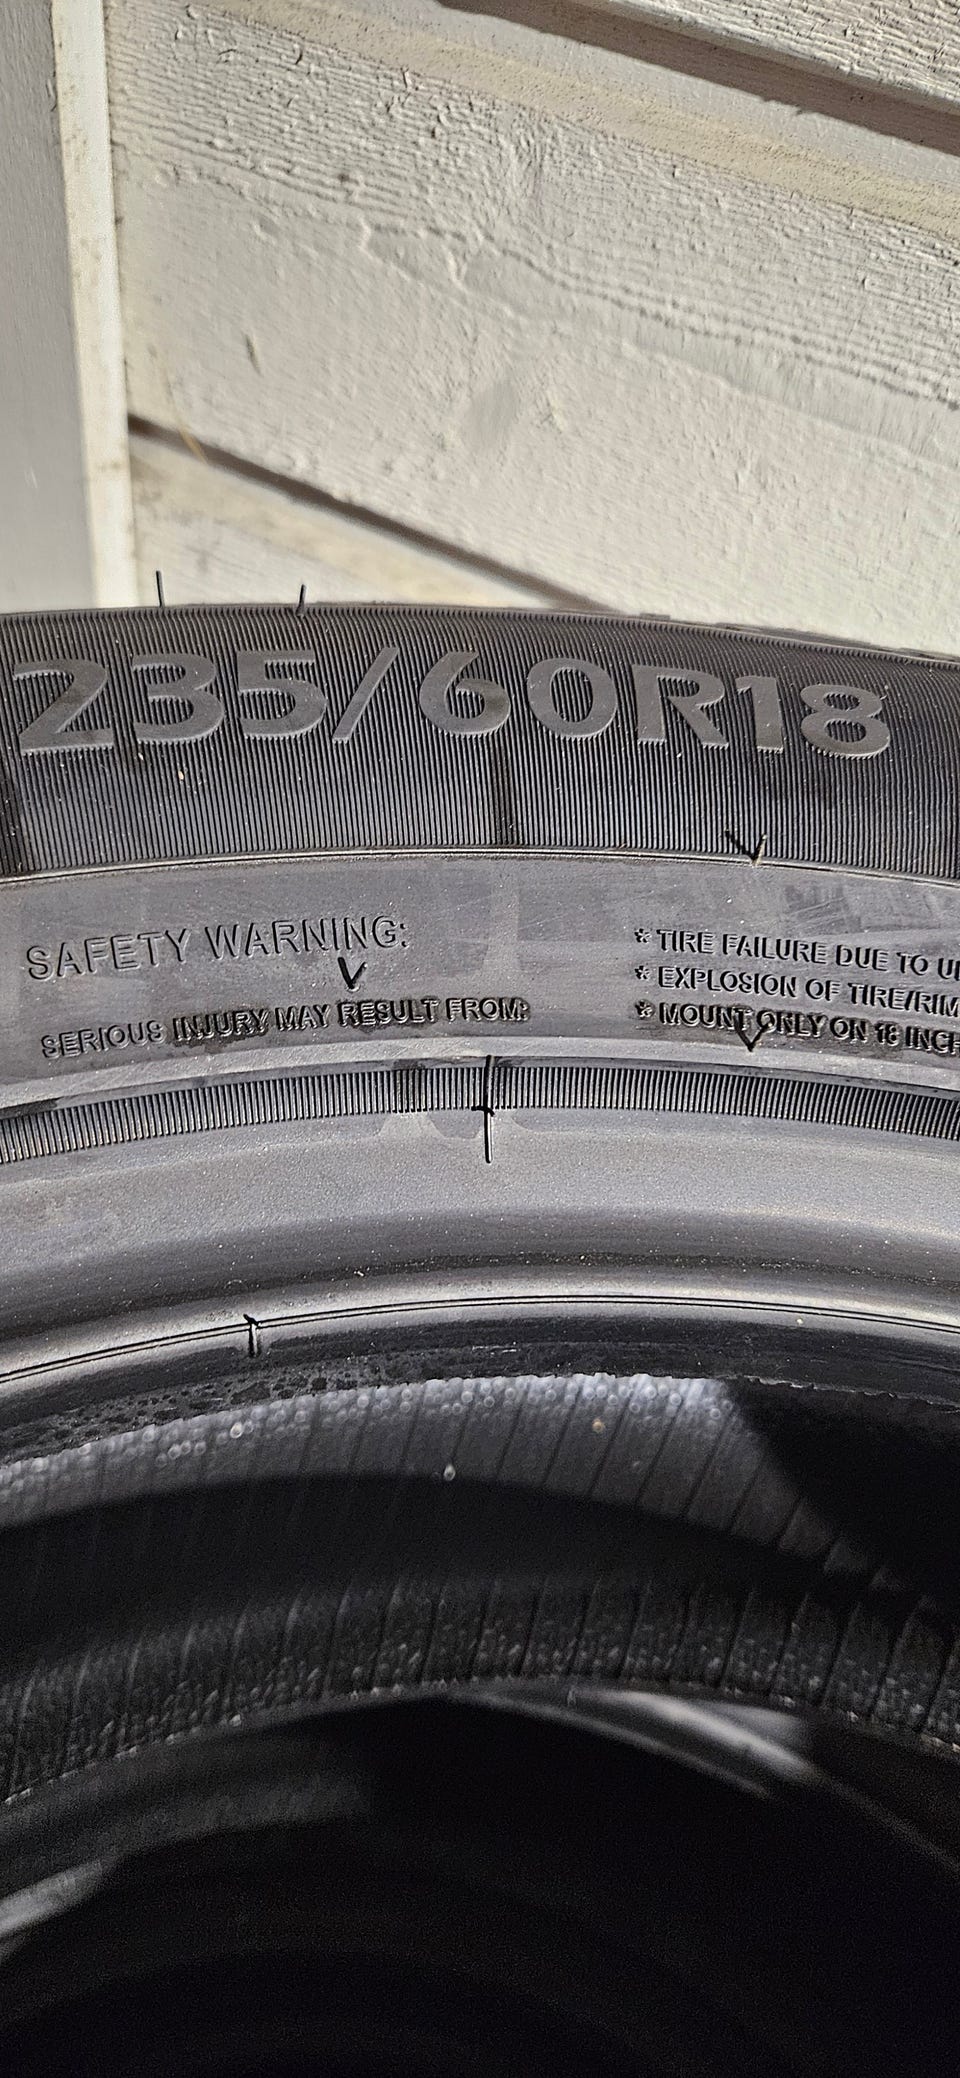 235/60R18
SAFETY WARNING:
SERIOUS INJURY MAY RESULT FROM:
* TIRE FAILURE DUE TO
* EXPLOSION OF TIRE/RIM
* MOUNT ONLY ON 18 INCH